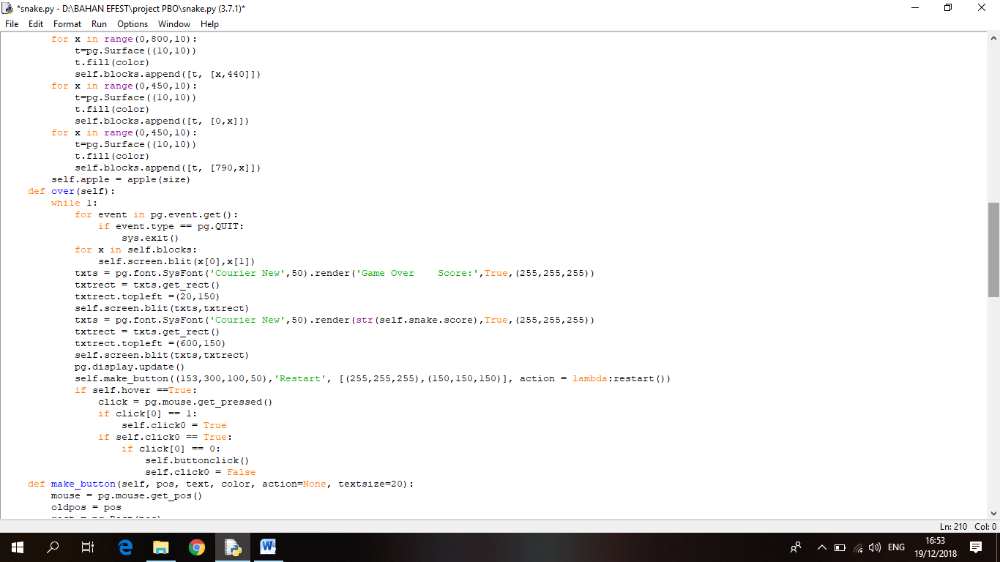 *snake.py - D:\BAHAN EFEST\project PBO\snake.py (3.7.1)*
File Edit Format Run Options Window Help
        for x in range(0,800,10):
            t=pg.Surface((10,10))
            t.fill(color)
            self.blocks.append([t, [x,440]])
        for x in range(0,450,10):
            t=pg.Surface((10,10))
            t.fill(color)
            self.blocks.append([t, [0,x]])
        for x in range(0,450,10):
            t=pg.Surface((10,10))
            t.fill(color)
            self.blocks.append([t, [790,x]])
        self.apple = apple(size)
    def over(self):
        while 1:
            for event in pg.event.get():
                if event.type == pg.QUIT:
                    sys.exit()
            for x in self.blocks:
                self.screen.blit(x[0],x[1])
            txts = pg.font.SysFont('Courier New',50).render('Game Over    Score:',True,(255,255,255))
            txtrect = txts.get_rect()
            txtrect.topleft =(20,150)
            self.screen.blit(txts,txtrect)
            txts = pg.font.SysFont('Courier New',50).render(str(self.snake.score),True,(255,255,255))
            txtrect = txts.get_rect()
            txtrect.topleft =(600,150)
            self.screen.blit(txts,txtrect)
            pg.display.update()
            self.make_button((153,300,100,50),'Restart', [(255,255,255),(150,150,150)], action = lambda:restart())
            if self.hover ==True:
                click = pg.mouse.get_pressed()
                if click[0] == 1:
                    self.click0 = True
                if self.click0 == True:
                    if click[0] == 0:
                        self.buttonclick()
                        self.click0 = False
    def make_button(self, pos, text, color, action=None, textsize=20):
        mouse = pg.mouse.get_pos()
        oldpos = pos
Ln: 210 Col: 0
ENG
16:53
19/12/2018